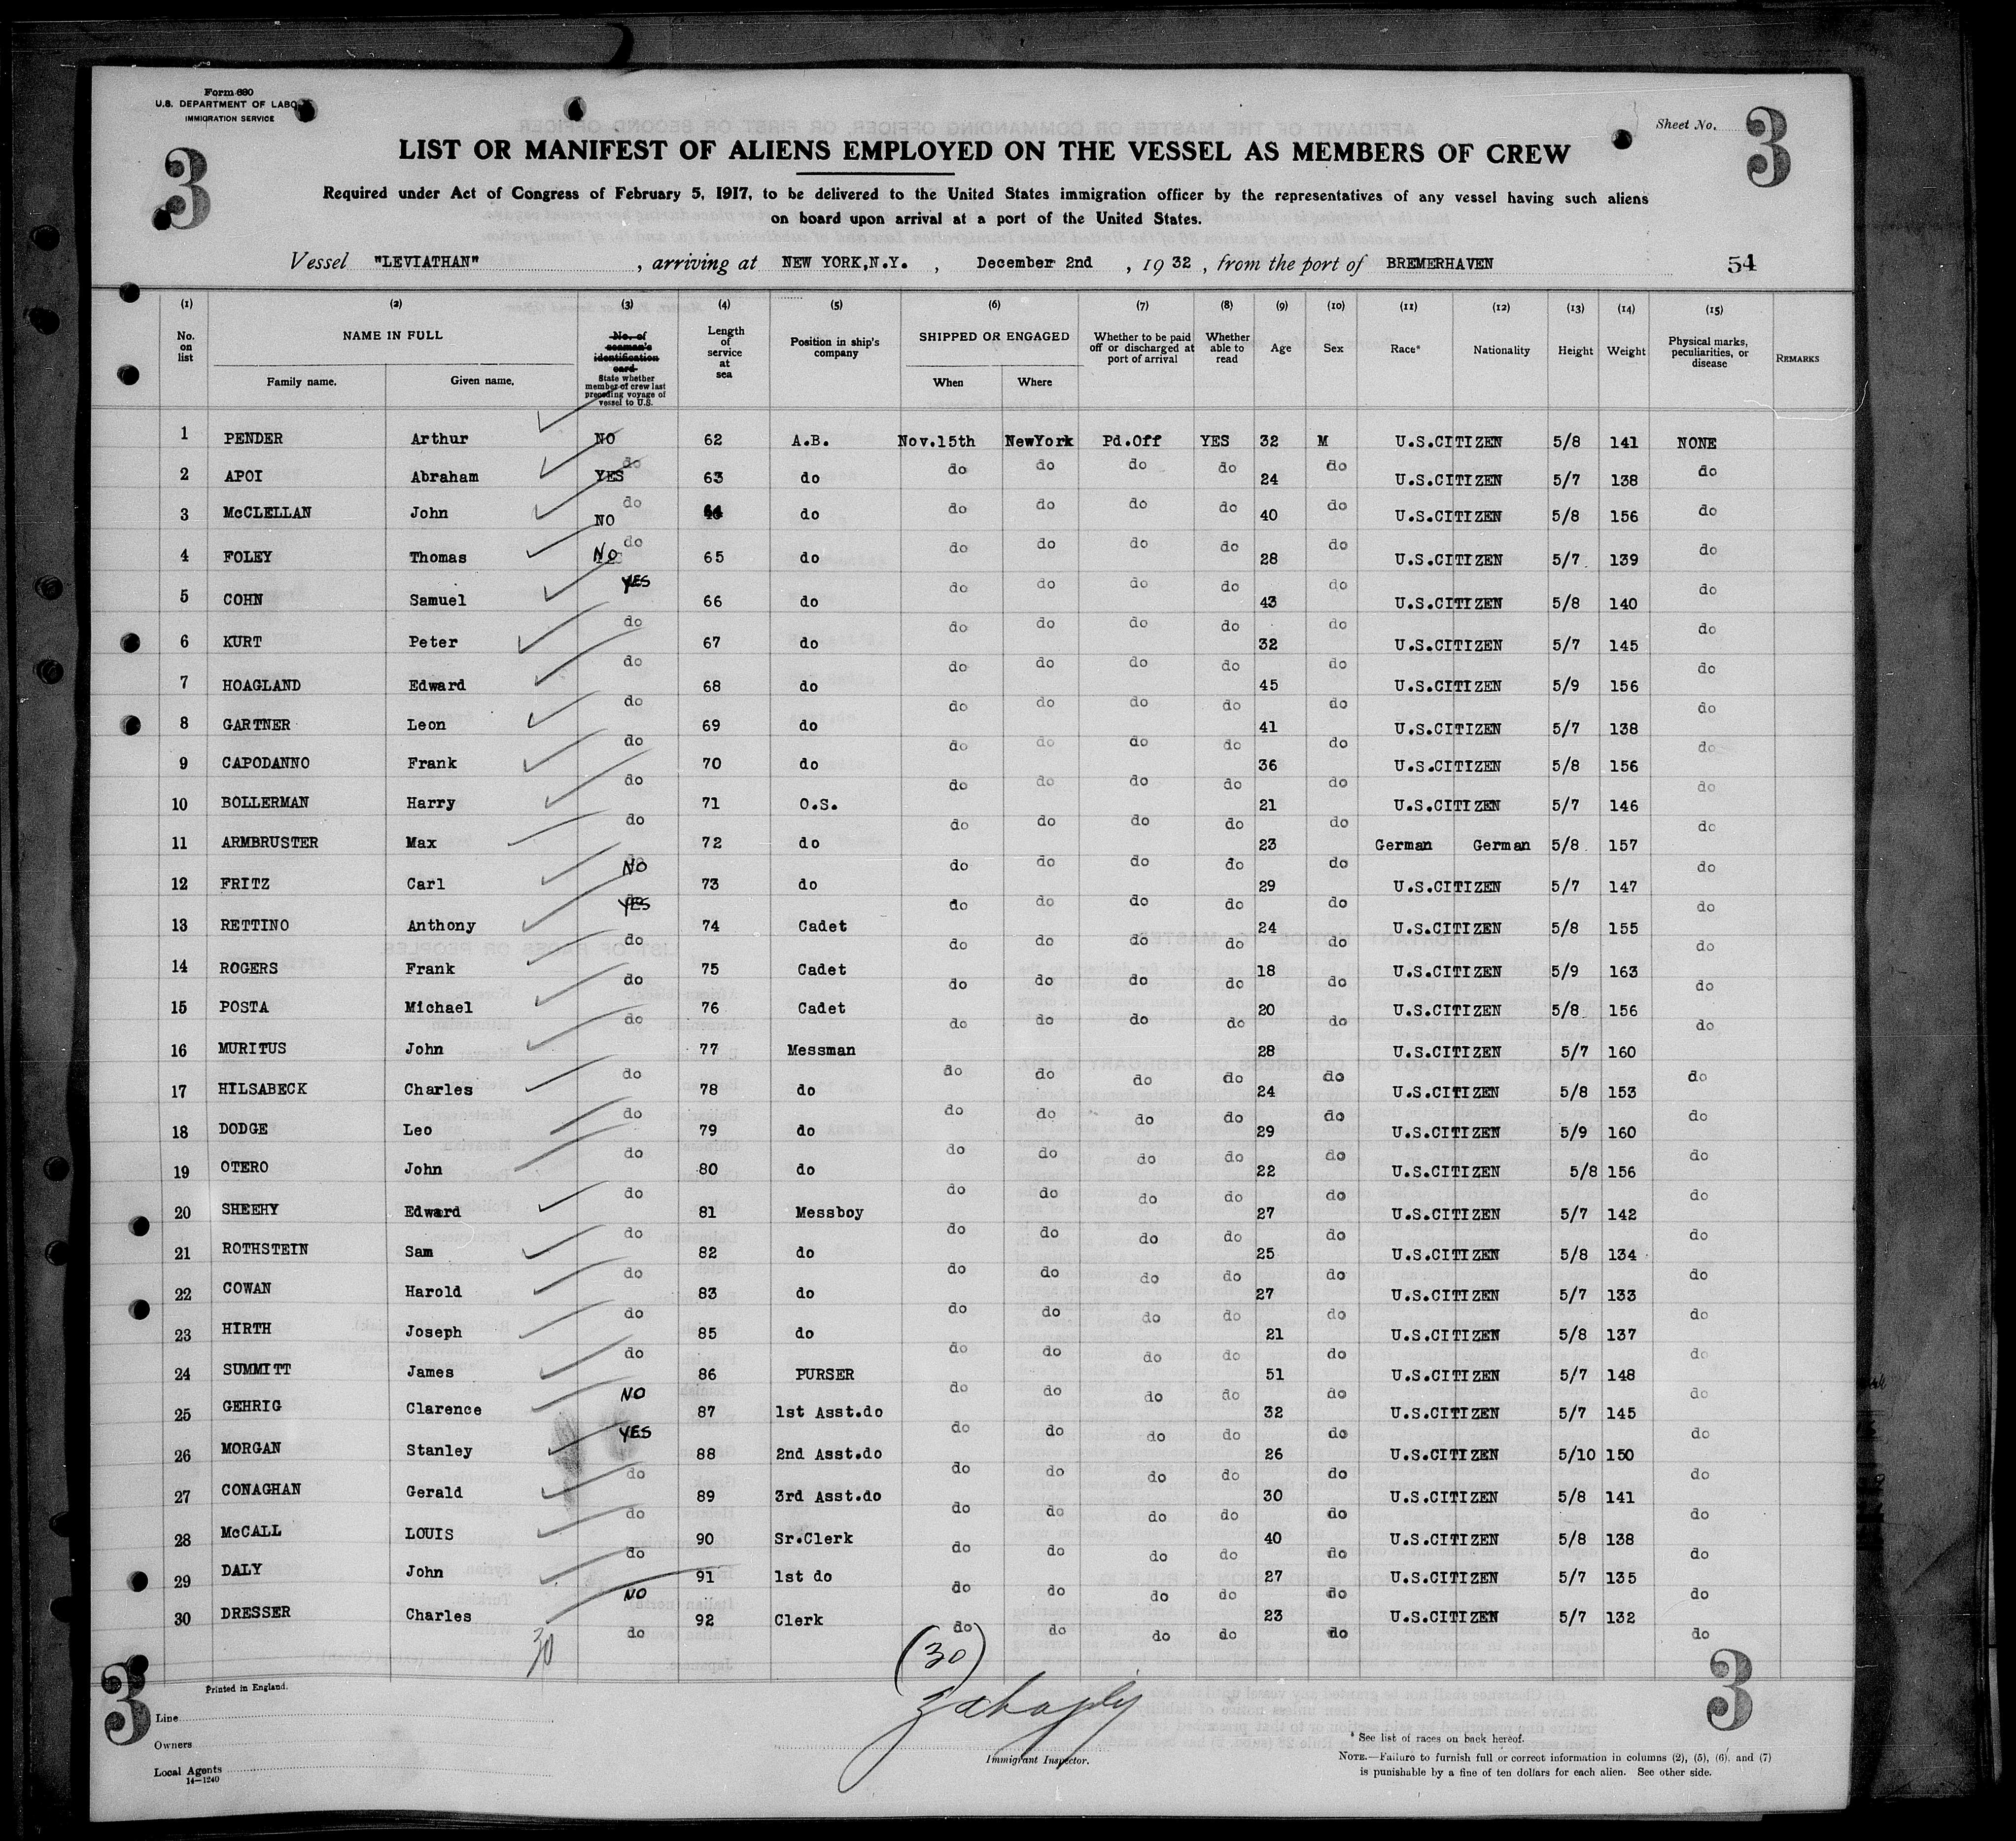 Form 680
U.S. DEPARTMENT OF LABOR
IMMIGRATION SERVICE
3
Sheet No. 3
LIST OR MANIFEST OF ALIENS EMPLOYED ON THE VESSEL AS MEMBERS OF CREW
Required under Act of Congress of February 5, 1917, to be delivered to the United States immigration officer by the representatives of any vessel having such aliens
on board upon arrival at a port of the United States.
Vessel "LEVIATHAN" , arriving at NEW YORK,N.Y. , December 2nd , 19 32 , from the port of BREMERHAVEN 54
(1) (2) (3) (4) (5) (6) (7) (8) (9) (10) (11) (12) (13) (14) (15)
No. on list NAME IN FULL Family name. Given name. No. of seaman's identification card State whether member of crew last preceding voyage of vessel to U.S. Length of service at sea Position in ship's company SHIPPED OR ENGAGED When Where Whether to be paid off or discharged at port of arrival Whether able to read Age Sex Race* Nationality Height Weight Physical marks, peculiarities, or disease REMARKS
1 PENDER Arthur NO 62 A.B. Nov.15th NewYork Pd.Off YES 32 M U.S.CITIZEN 5/8 141 NONE
2 APOI Abraham YES do 63 do do do do do 24 do U.S.CITIZEN 5/7 138 do
3 McCLELLAN John NO do 64 do do do do do 40 do U.S.CITIZEN 5/8 156 do
4 FOLEY Thomas NO do 65 do do do do do 28 do U.S.CITIZEN 5/7 139 do
5 COHN Samuel YES 66 do do do do do 43 do U.S.CITIZEN 5/8 140 do
6 KURT Peter do 67 do do do do do 32 do U.S.CITIZEN 5/7 145 do
7 HOAGLAND Edward do 68 do do do do do 45 do U.S.CITIZEN 5/9 156 do
8 GARTNER Leon do 69 do do do do do 41 do U.S.CITIZEN 5/7 138 do
9 CAPODANNO Frank do 70 do do do do do 36 do U.S.CITIZEN 5/8 156 do
10 BOLLERMAN Harry do 71 O.S. do do do do 21 do U.S.CITIZEN 5/7 146 do
11 ARMBRUSTER Max do 72 do do do do do 23 do German German 5/8 157 do
12 FRITZ Carl NO 73 do do do do do 29 do U.S.CITIZEN 5/7 147 do
13 RETTINO Anthony YES 74 Cadet do do do do 24 do U.S.CITIZEN 5/8 155 do
14 ROGERS Frank do 75 Cadet do do do do 18 do U.S.CITIZEN 5/9 163 do
15 POSTA Michael do 76 Cadet do do do do 20 do U.S.CITIZEN 5/8 156 do
16 MURITUS John do 77 Messman do do do do 28 do U.S.CITIZEN 5/7 160 do
17 HILSABECK Charles do 78 do do do do do 24 do U.S.CITIZEN 5/8 153 do
18 DODGE Leo do 79 do do do do do 29 do U.S.CITIZEN 5/9 160 do
19 OTERO John do 80 do do do do do 22 do U.S.CITIZEN 5/8 156 do
20 SHEEHY Edward do 81 Messboy do do do do 27 do U.S.CITIZEN 5/7 142 do
21 ROTHSTEIN Sam do 82 do do do do do 25 do U.S.CITIZEN 5/8 134 do
22 COWAN Harold do 83 do do do do do 27 do U.S.CITIZEN 5/7 133 do
23 HIRTH Joseph do 85 do do do do do 21 do U.S.CITIZEN 5/8 137 do
24 SUMMITT James do 86 PURSER do do do do 51 do U.S.CITIZEN 5/7 148 do
25 GEHRIG Clarence NO 87 1st Asst.do do do do do 32 do U.S.CITIZEN 5/7 145 do
26 MORGAN Stanley YES 88 2nd Asst.do do do do do 26 do U.S.CITIZEN 5/10 150 do
27 CONAGHAN Gerald do 89 3rd Asst.do do do do do 30 do U.S.CITIZEN 5/8 141 do
28 McCALL LOUIS do 90 Sr.Clerk do do do do 40 do U.S.CITIZEN 5/8 138 do
29 DALY John do 91 1st do do do do do 27 do U.S.CITIZEN 5/7 135 do
30 DRESSER Charles NO 92 Clerk do do do do 23 do U.S.CITIZEN 5/7 132 do
30 do (30) do do do do do do
3 3
Printed in England.
Line
Owners
Local Agents
14-1240
Immigrant Inspector.
* See list of races on back hereof.
NOTE.—Failure to furnish full or correct information in columns (2), (5), (6), and (7)
is punishable by a fine of ten dollars for each alien. See other side.